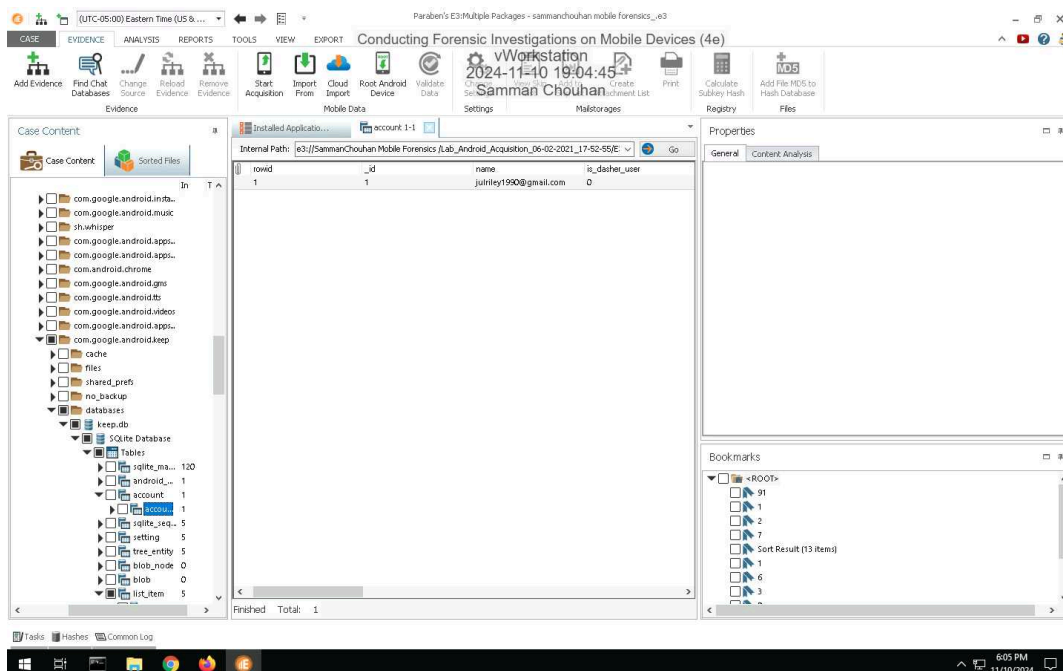 (UTC-05:00) Eastern Time (US & ...
Paraben's E3:Multiple Packages - sammanchouhan mobile forensics_.e3
CASE EVIDENCE ANALYSIS REPORTS TOOLS VIEW EXPORT
Conducting Forensic Investigations on Mobile Devices (4e)
vWorkstation
2024-11-10 19:04:45
Samman Chouhan
Add Evidence
Find Chat Databases
Change Source
Reload Evidence
Remove Evidence
Evidence
Start Acquisition
Import From
Cloud Import
Root Android Device
Validate Data
Mobile Data
Settings
Create
Print
Mailstorages
Calculate Subkey Hash
Registry
MD5
Add File MD5 to Hash Database
Files
Case Content
Case Content
Sorted Files
In T
com.google.android.insta...
com.google.android.music
sh.whisper
com.google.android.apps...
com.google.android.apps...
com.android.chrome
com.google.android.gms
com.google.android.tts
com.google.android.videos
com.google.android.apps...
com.google.android.keep
cache
files
shared_prefs
no_backup
databases
keep.db
SQLite Database
Tables
sqlite_ma... 120
android_... 1
account 1
accou... 1
sqlite_seq... 5
setting 5
tree_entity 5
blob_node 0
blob 0
list_item 5
Installed Applicatio...
account 1-1
Internal Path: e3://SammanChouhan Mobile Forensics /Lab_Android_Acquisition_06-02-2021_17-52-55/E:
Go
rowid _id name is_dasher_user
1 1 julriley1990@gmail.com 0
Finished Total: 1
Properties
General
Content Analysis
Bookmarks
<ROOT>
91
1
2
7
Sort Result (13 items)
1
6
3
Tasks Hashes Common Log
6:05 PM
11/10/2024